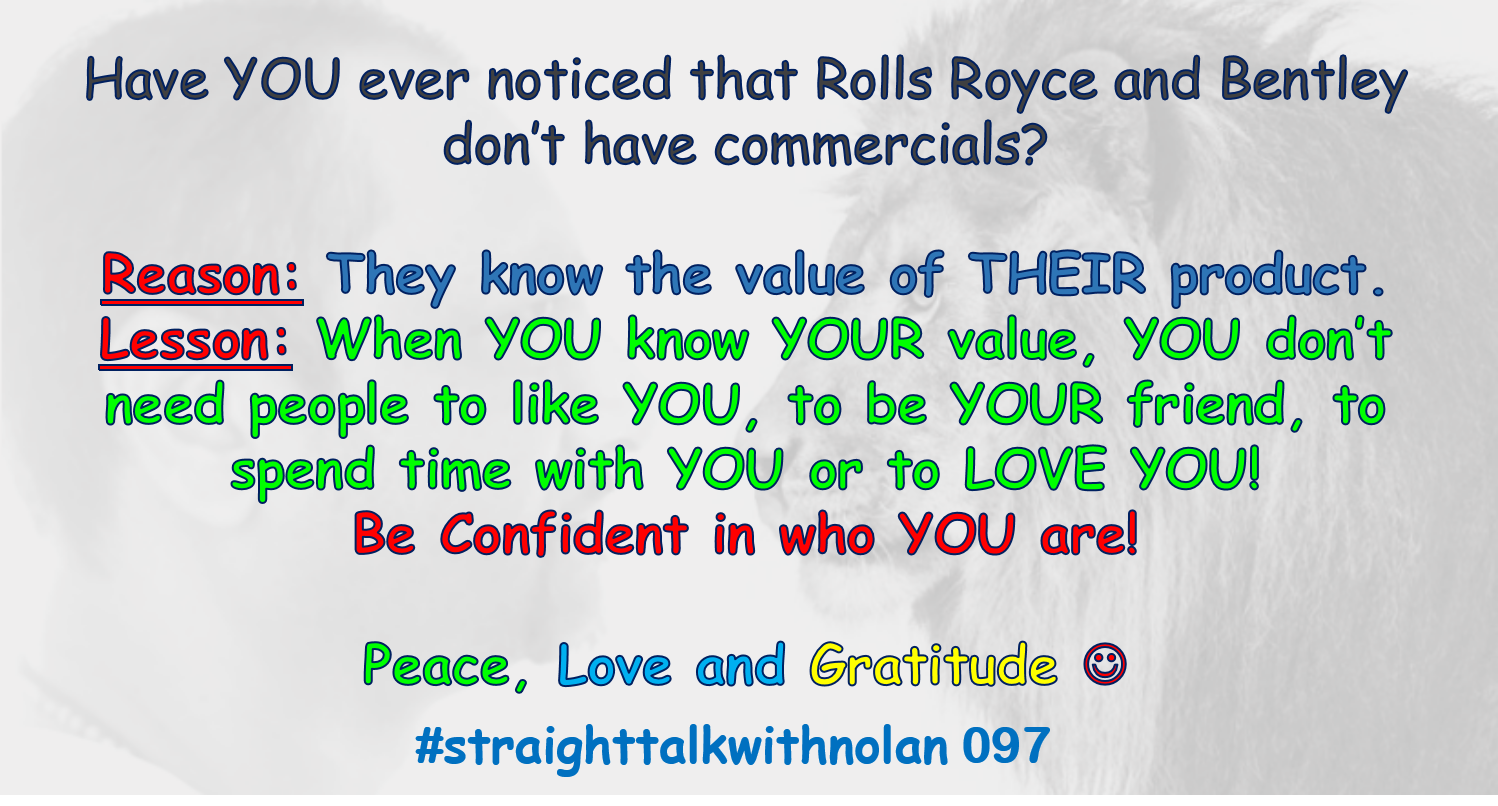 Have YOU ever noticed that Rolls Royce and Bentley
don't have commercials?
Reason: They know the value of THEIR product.
Lesson: When YOU know YOUR value, YOU don't
need people to like YOU, to be YOUR friend, to
spend time with YOU or to LOVE YOU!
Be Confident in who YOU are!
Peace, Love and Gratitude ☺
#straighttalkwithnolan 097